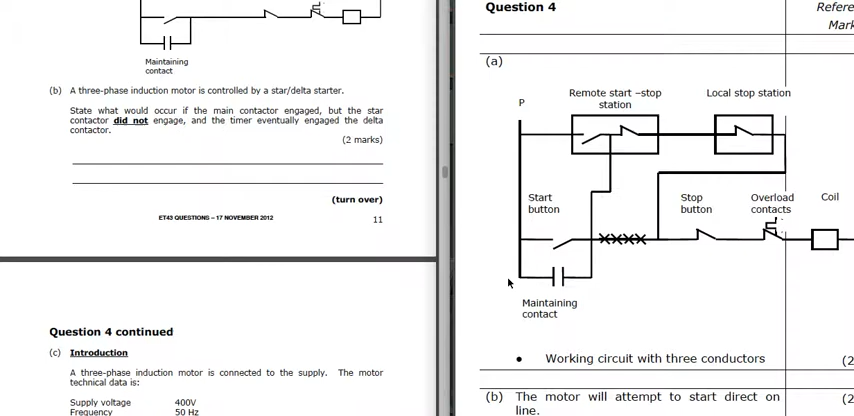 Maintaining
contact
(b) A three-phase induction motor is controlled by a star/delta starter.
State what would occur if the main contactor engaged, but the star
contactor did not engage, and the timer eventually engaged the delta
contactor.
(2 marks)
(turn over)
ET43 QUESTIONS – 17 NOVEMBER 2012
11
Question 4 continued
(c) Introduction
A three-phase induction motor is connected to the supply. The motor
technical data is:
Supply voltage 400V
Frequency 50 Hz
Question 4
Refere
Mark
(a)
Remote start –stop
station
Local stop station
P
Start
button
Stop
button
Overload
contacts
Coil
Maintaining
contact
• Working circuit with three conductors
(2
(b) The motor will attempt to start direct on
line.
(2